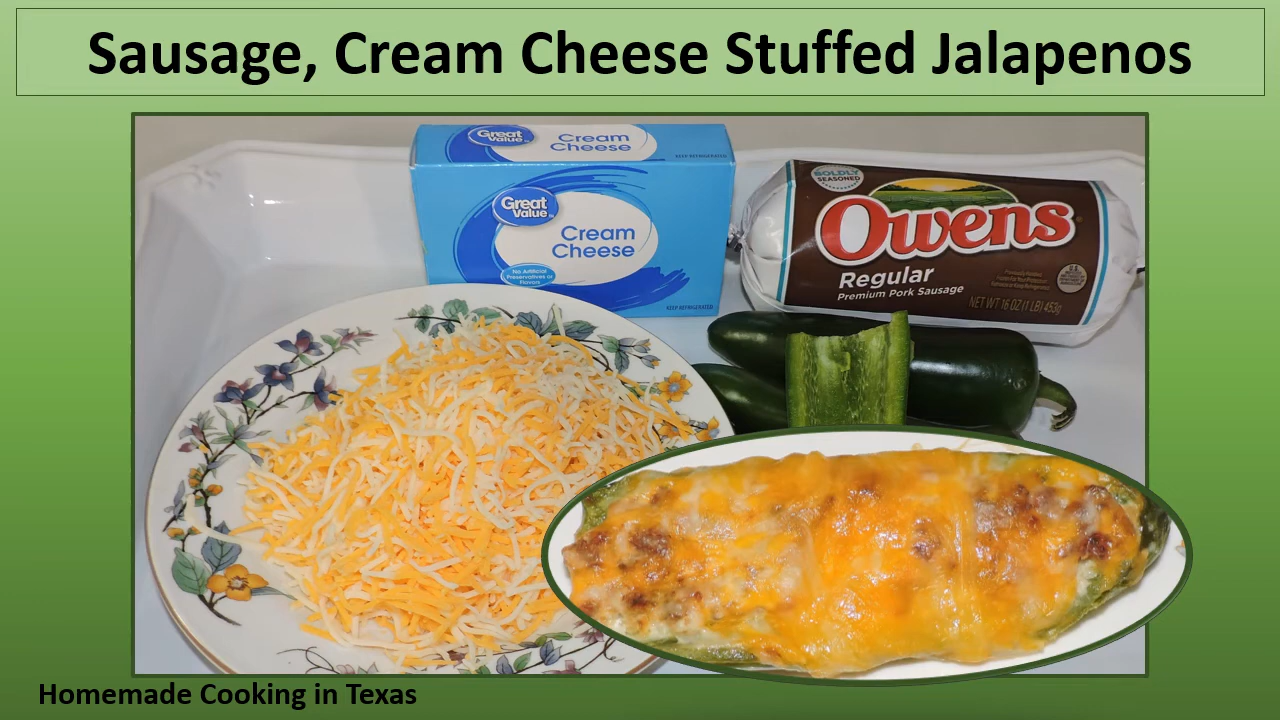 Sausage, Cream Cheese Stuffed Jalapenos
Great Value
Cream
Cheese
KEEP REFRIGERATED
Great
Value
Cream
Cheese
No Artificial
Preservatives or
Flavors
KEEP REFRIGERATED
BOLDLY
SEASONED
Owens
Regular
Premium Pork Sausage
NET WT 16 OZ (1 LB) 453g
Homemade Cooking in Texas